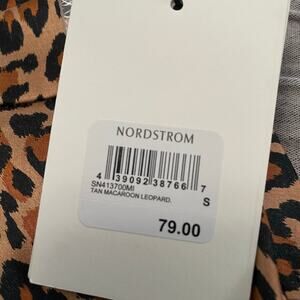 NORDSTROM
4 39092 38766 7
SN413700MI
TAN MACAROON LEOPARD.
S
79.00